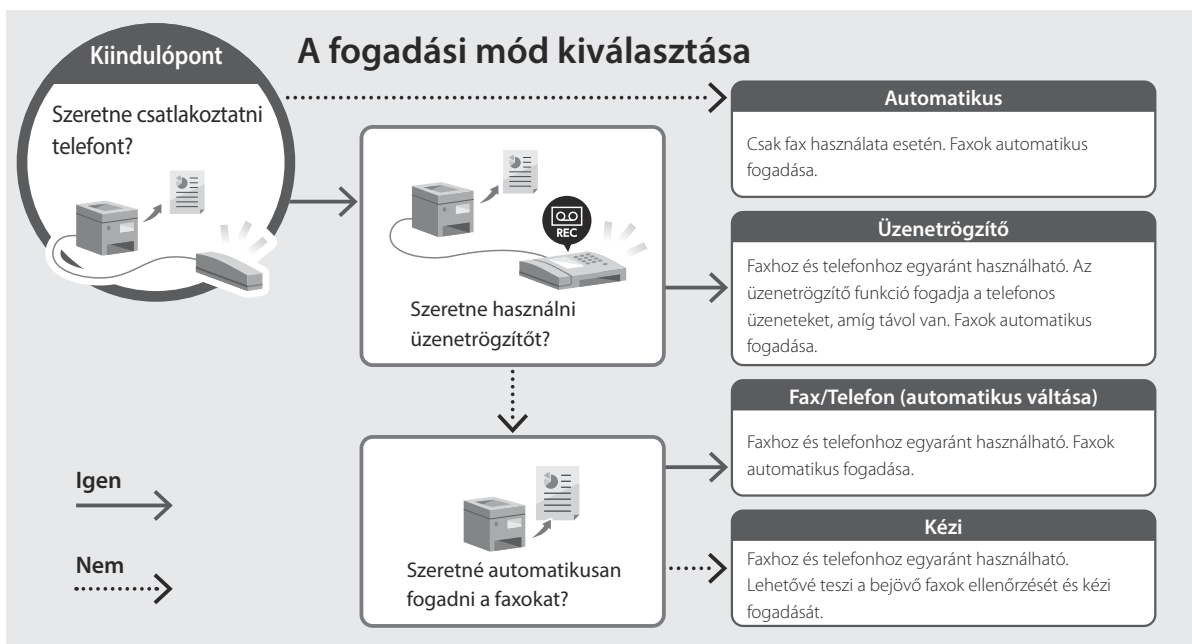 A fogadási mód kiválasztása
Kiindulópont
Szeretne csatlakoztatni
telefont?
REC
Szeretne használni
üzenetrögzítőt?
Szeretné automatikusan
fogadni a faxokat?
Automatikus
Csak fax használata esetén. Faxok automatikus
fogadása.
Üzenetrögzítő
Faxhoz és telefonhoz egyaránt használható. Az
üzenetrögzítő funkció fogadja a telefonos
üzeneteket, amíg távol van. Faxok automatikus
fogadása.
Fax/Telefon (automatikus váltása)
Faxhoz és telefonhoz egyaránt használható. Faxok
automatikus fogadása.
Kézi
Faxhoz és telefonhoz egyaránt használható.
Lehetővé teszi a bejövő faxok ellenőrzését és kézi
fogadását.
Igen
Nem